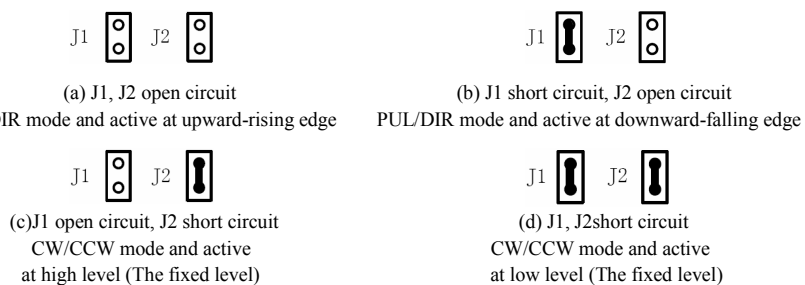 J1 J2
J1 J2
(a) J1, J2 open circuit
(b) J1 short circuit, J2 open circuit
IR mode and active at upward-rising edge
PUL/DIR mode and active at downward-falling edge
J1 J2
J1 J2
(c)J1 open circuit, J2 short circuit
CW/CCW mode and active
at high level (The fixed level)
(d) J1, J2short circuit
CW/CCW mode and active
at low level (The fixed level)